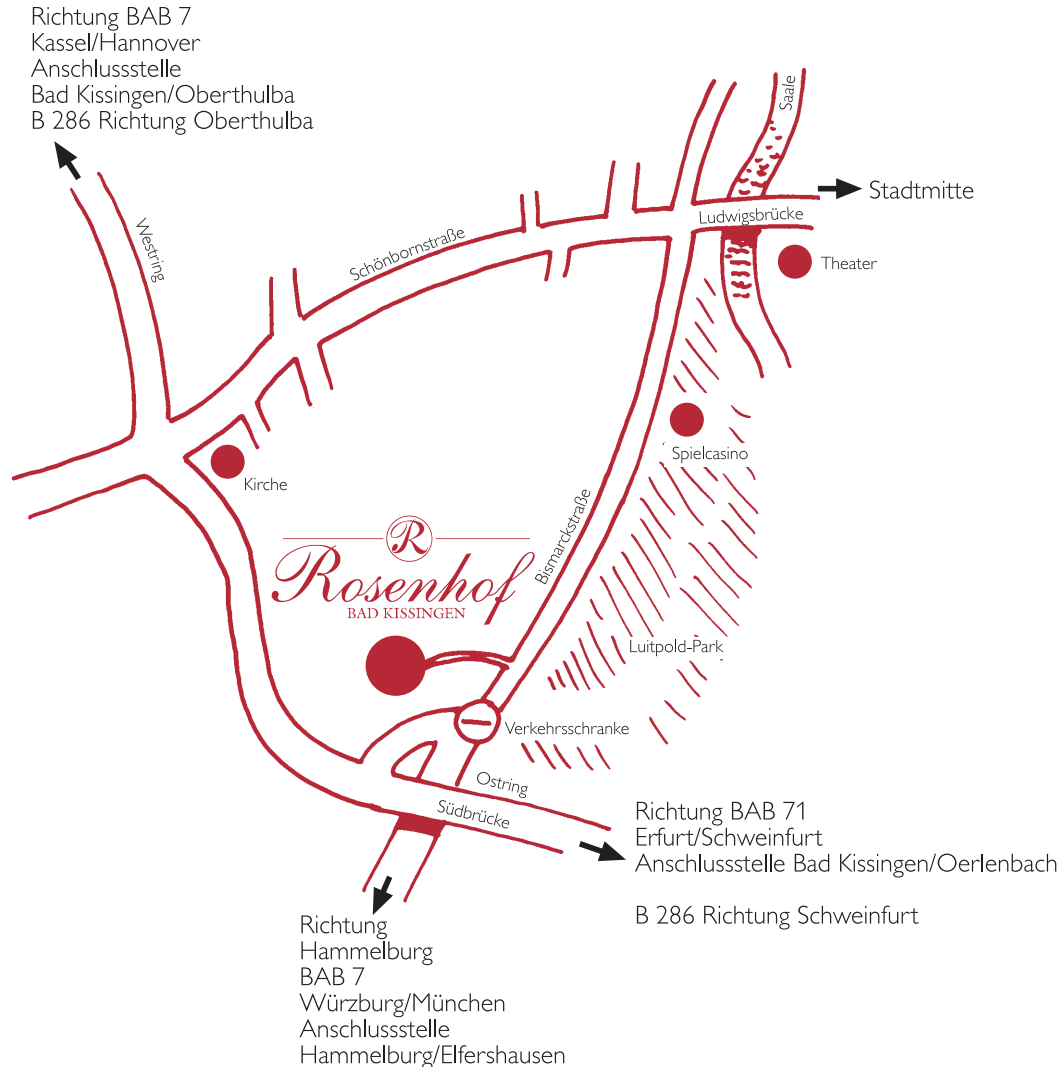 Richtung BAB 7
Kassel/Hannover
Anschlussstelle
Bad Kissingen/Oberthulba
B 286 Richtung Oberthulba
Saale
Stadtmitte
Ludwigsbrücke
Westring
Schönbornstraße
Theater
Spielcasino
Kirche
Bismarckstraße
R
Rosenhof
BAD KISSINGEN
Luitpold-Park
Verkehrsschranke
Ostring
Südbrücke
Richtung BAB 71
Erfurt/Schweinfurt
Anschlussstelle Bad Kissingen/Oerlenbach
B 286 Richtung Schweinfurt
Richtung
Hammelburg
BAB 7
Würzburg/München
Anschlussstelle
Hammelburg/Elfershausen